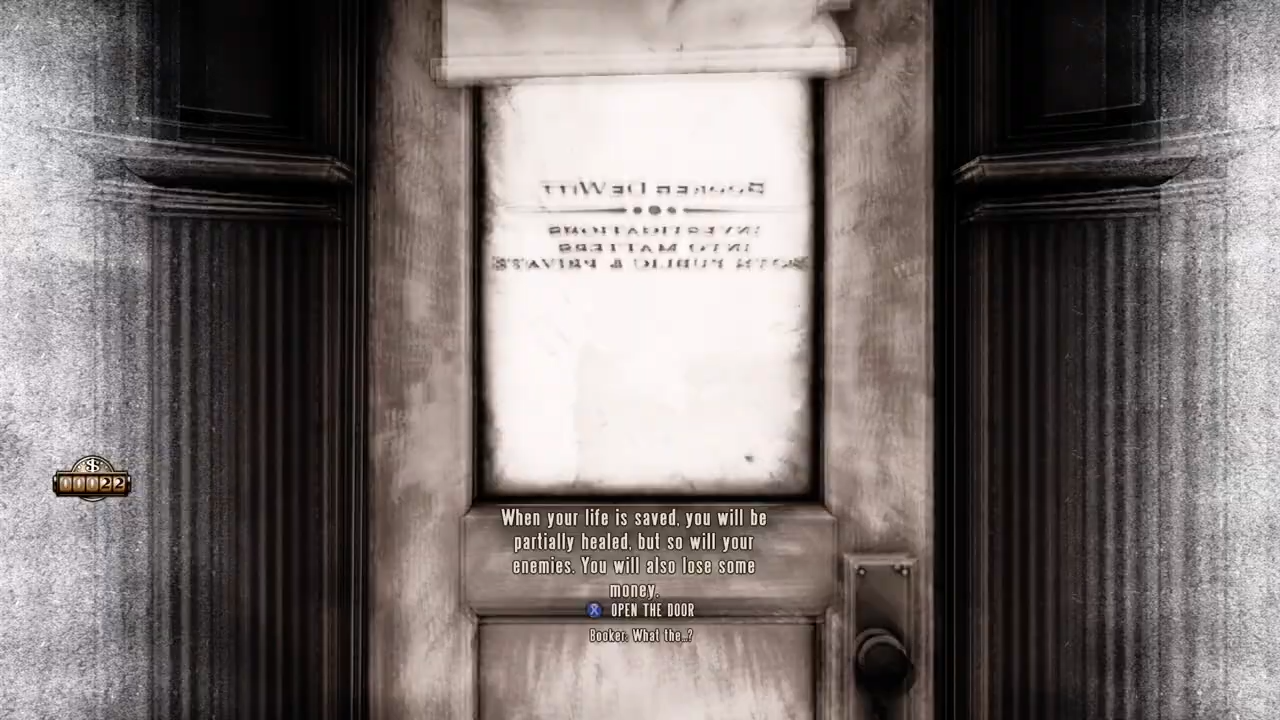 BOOKER DEWITT
INVESTIGATIONS
INTO MATTERS
BOTH PUBLIC & PRIVATE
$
00022
When your life is saved, you will be
partially healed, but so will your
enemies. You will also lose some
money.
X OPEN THE DOOR
Booker: What the...?